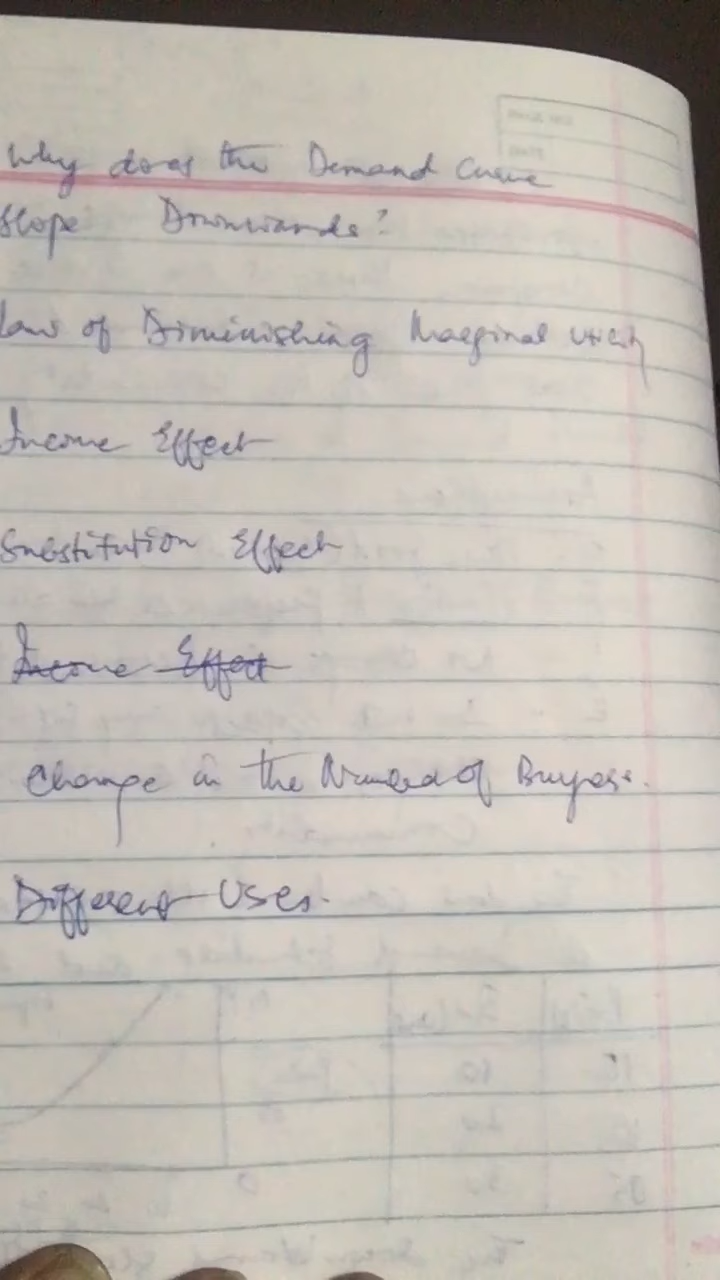 Why does the Demand Curve
Slope Downwards?
Law of Diminishing Marginal Utility
Income Effect
Substitution Effect
Income Effect
Change in the Number of Buyers.
Different Uses.